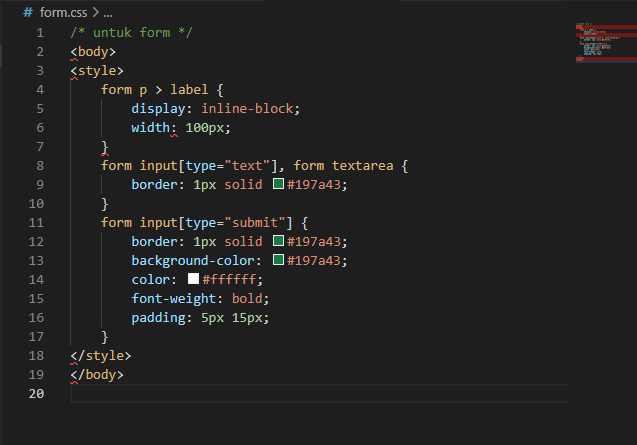 # form.css > ...
1 /* untuk form */
2 <body>
3 <style>
4 form p > label {
5 display: inline-block;
6 width: 100px;
7 }
8 form input[type="text"], form textarea {
9 border: 1px solid #197a43;
10 }
11 form input[type="submit"] {
12 border: 1px solid #197a43;
13 background-color: #197a43;
14 color: #ffffff;
15 font-weight: bold;
16 padding: 5px 15px;
17 }
18 </style>
19 </body>
20